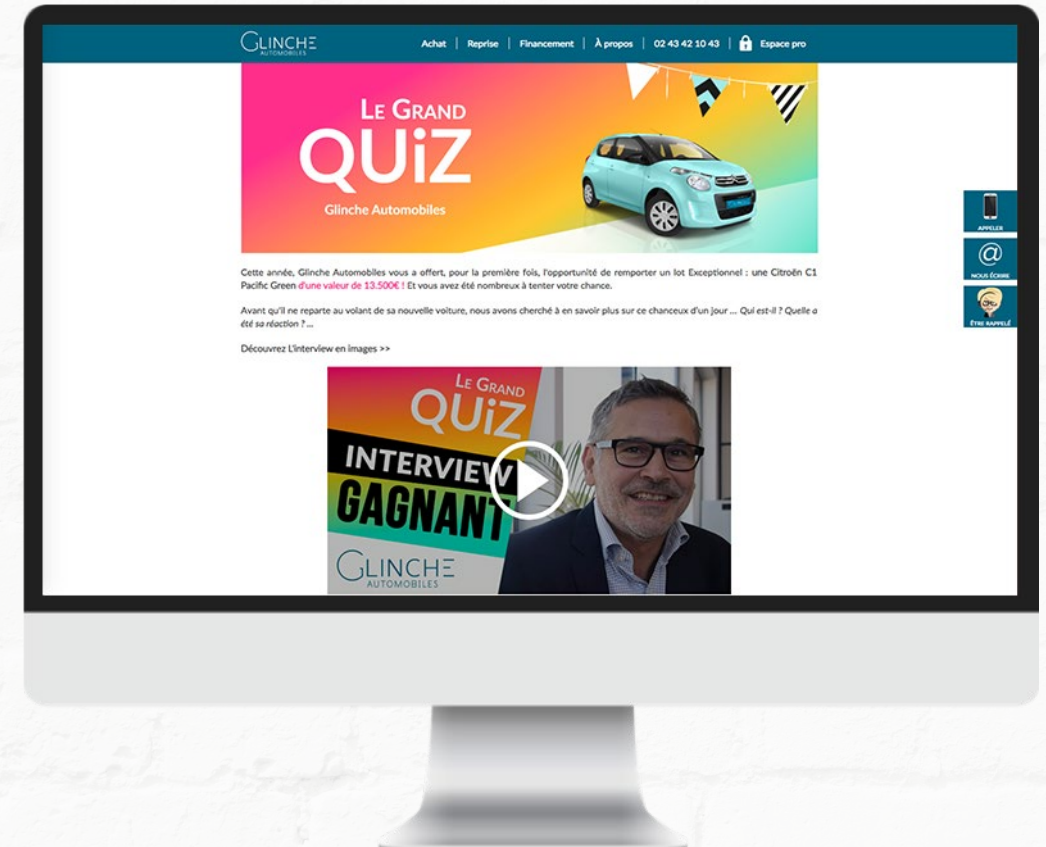 GLINCHE
AUTOMOBILES
Achat | Reprise | Financement | À propos | 02 43 42 10 43 | Espace pro
LE GRAND
QUiZ
Glinche Automobiles
APPELER
@
NOUS ÉCRIRE
ÊTRE RAPPELÉ
Cette année, Glinche Automobiles vous a offert, pour la première fois, l'opportunité de remporter un lot Exceptionnel : une Citroën C1
Pacific Green d'une valeur de 13.500€ ! Et vous avez été nombreux à tenter votre chance.
Avant qu'il ne reparte au volant de sa nouvelle voiture, nous avons cherché à en savoir plus sur ce chanceux d'un jour ... Qui est-il ? Quelle a
été sa réaction ? ...
Découvrez L'interview en images >>
LE GRAND
QUiZ
INTERVIEW
GAGNANT
GLINCHE
AUTOMOBILES